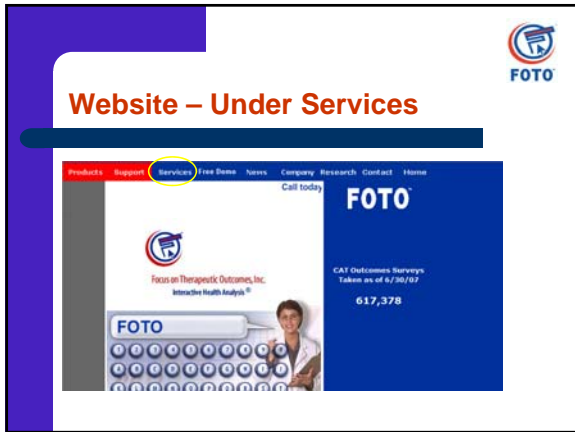 FOTO
Website – Under Services
Products Support Services Free Demo News Company Research Contact Home
Call today
FOTO
Focus on Therapeutic Outcomes, Inc.
Interactive Health Analysis ®
CAT Outcomes Surveys
Taken as of 6/30/07
617,378
FOTO